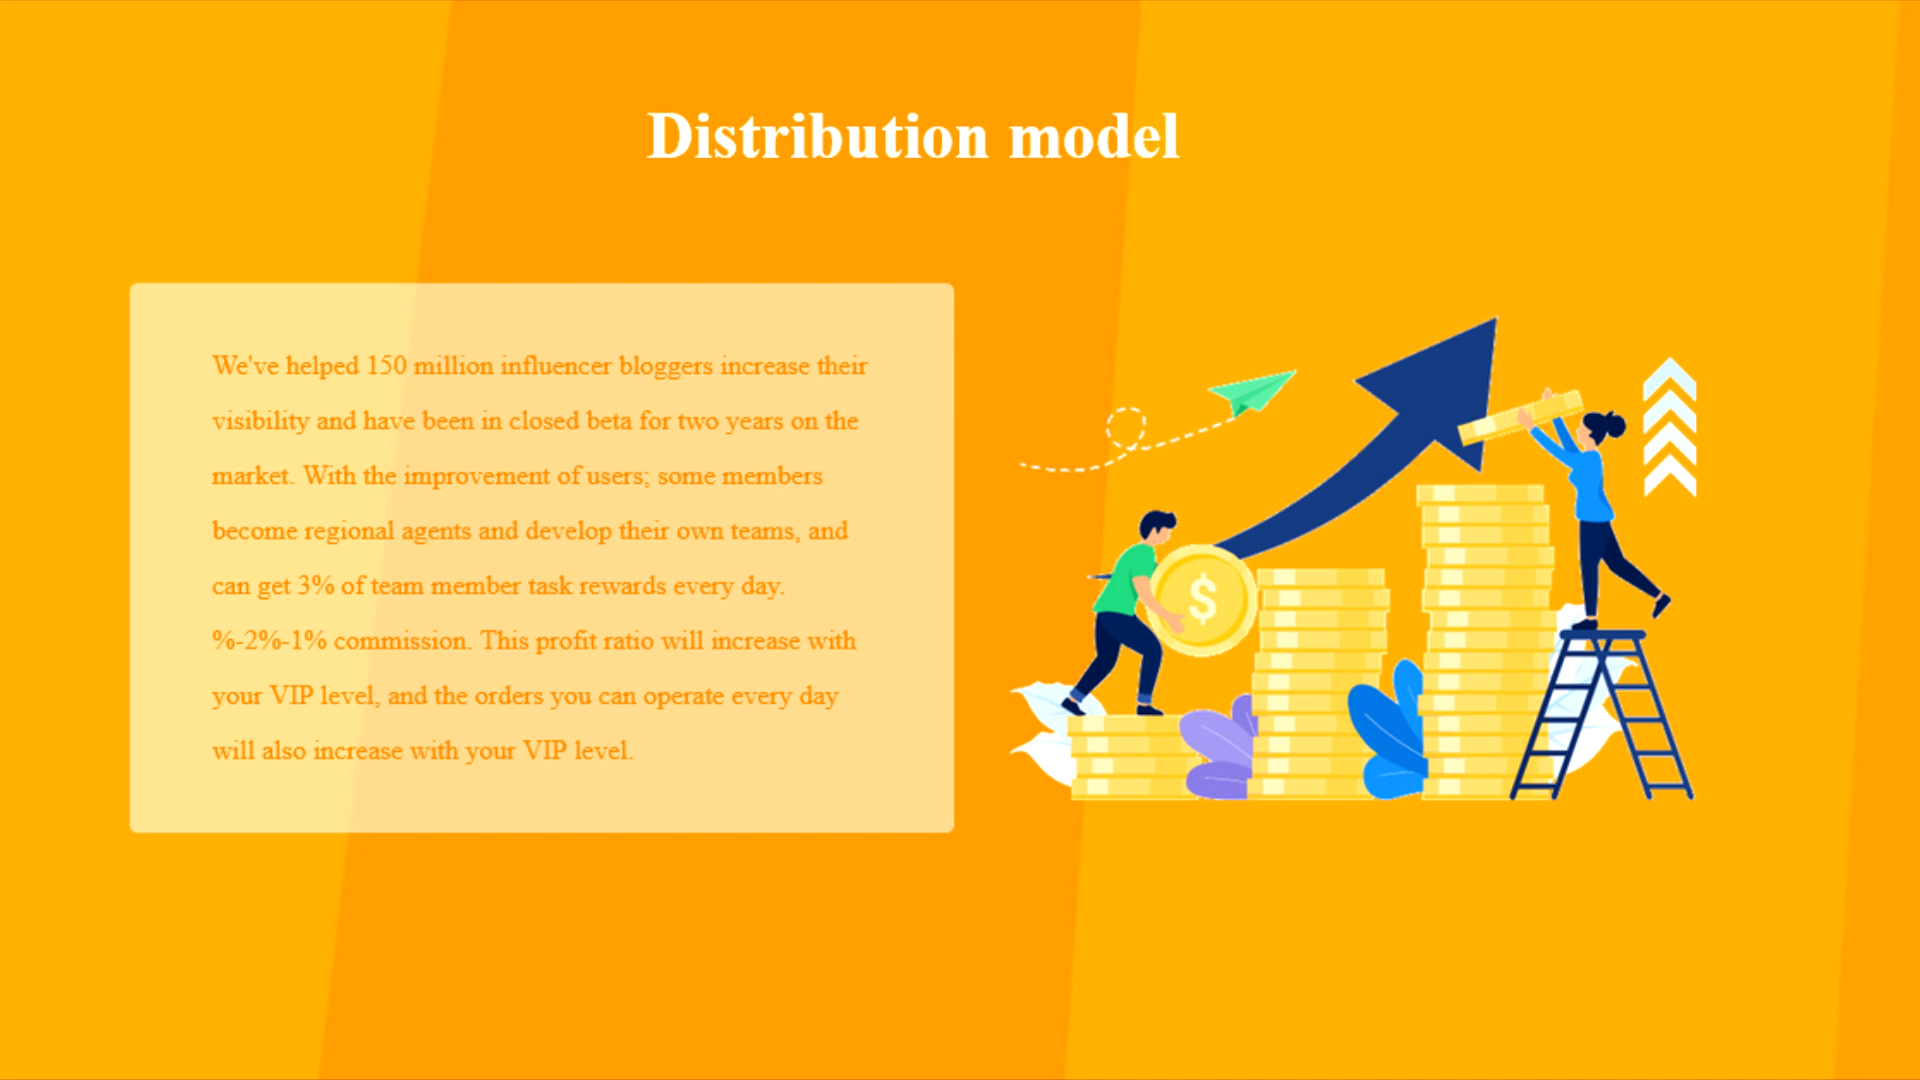 Distribution model
We've helped 150 million influencer bloggers increase their
visibility and have been in closed beta for two years on the
market. With the improvement of users; some members
become regional agents and develop their own teams, and
can get 3% of team member task rewards every day.
%-2%-1% commission. This profit ratio will increase with
your VIP level, and the orders you can operate every day
will also increase with your VIP level.
$